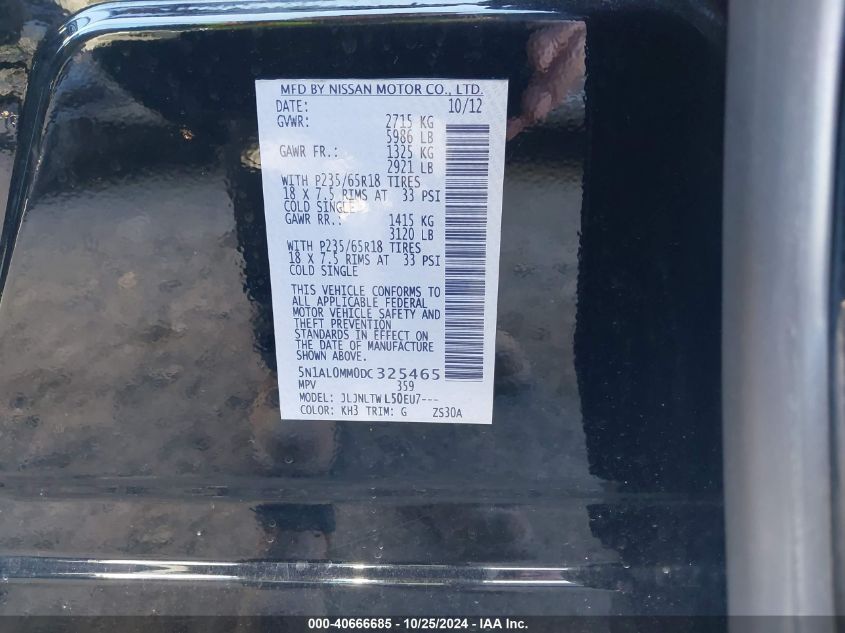 MFD BY NISSAN MOTOR CO., LTD.
DATE: 10/12
GVWR: 2715 KG
5986 LB
GAWR FR.: 1325 KG
2921 LB
WITH P235/65R18 TIRES
18 X 7.5 RIMS AT 33 PSI
COLD SINGLE
GAWR RR.: 1415 KG
3120 LB
WITH P235/65R18 TIRES
18 X 7.5 RIMS AT 33 PSI
COLD SINGLE
THIS VEHICLE CONFORMS TO
ALL APPLICABLE FEDERAL
MOTOR VEHICLE SAFETY AND
THEFT PREVENTION
STANDARDS IN EFFECT ON
THE DATE OF MANUFACTURE
SHOWN ABOVE.
5N1AL0MM0DC325465
MPV 359
MODEL: JLJNLTWL50EU7---
COLOR: KH3 TRIM: G ZS30A
000-40666685 - 10/25/2024 - IAA Inc.